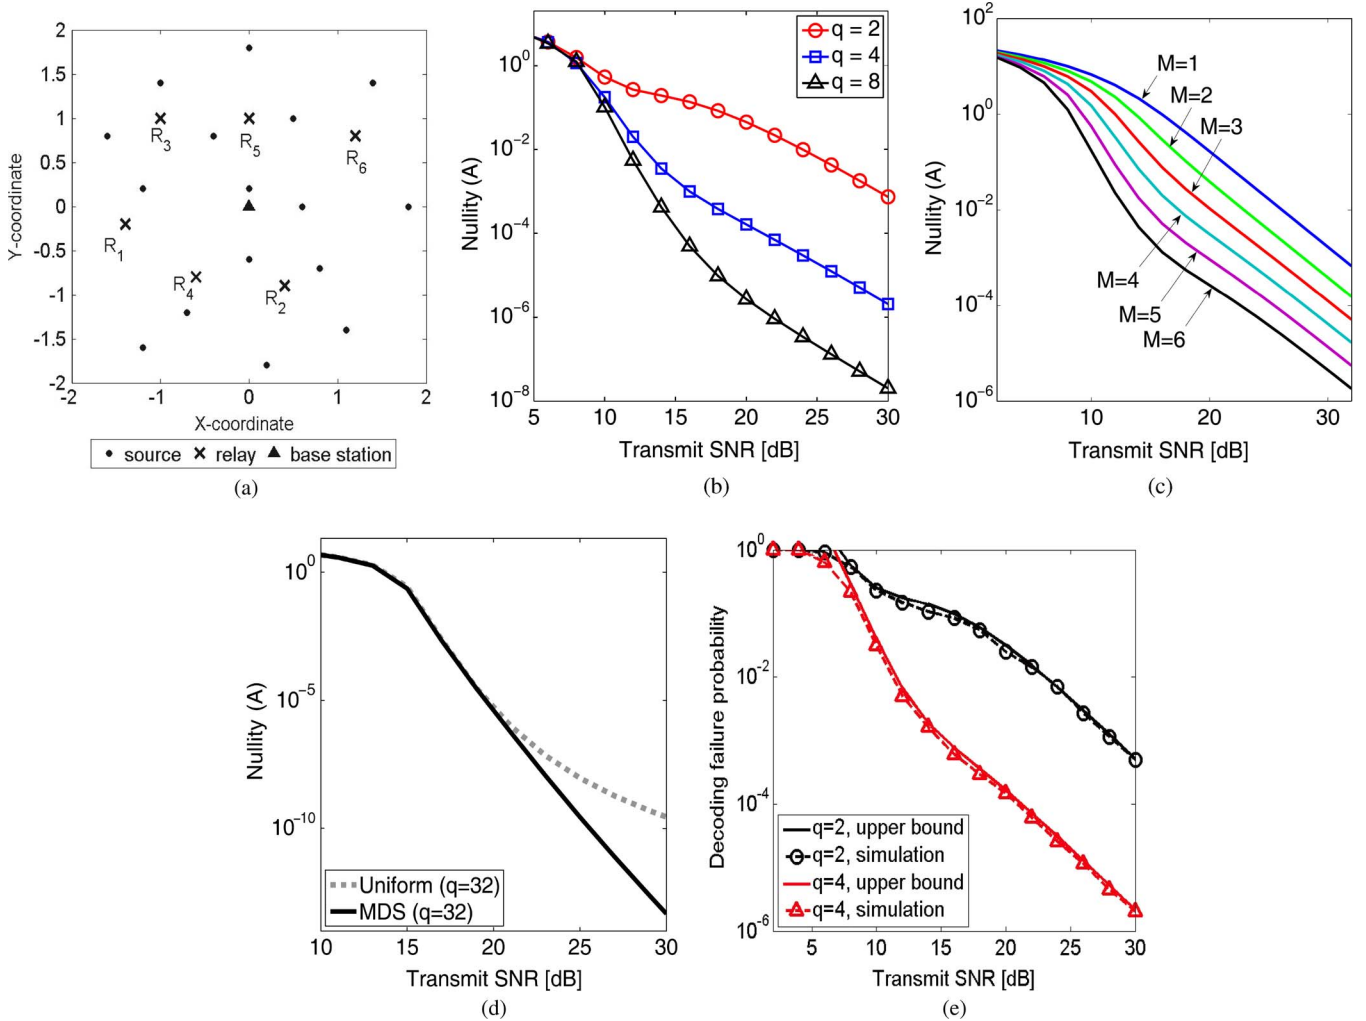 2
1.5
1
0.5
0
-0.5
-1
-1.5
-2
-2
-1
0
1
2
Y-coordinate
X-coordinate
R3
R5
R6
R1
R4
R2
source relay base station
(a)
10^0
10^-2
10^-4
10^-6
10^-8
5 10 15 20 25 30
Nullity (A)
Transmit SNR [dB]
q = 2
q = 4
q = 8
(b)
10^2
10^0
10^-2
10^-4
10^-6
10 20 30
Nullity (A)
Transmit SNR [dB]
M=1
M=2
M=3
M=4
M=5
M=6
(c)
10^0
10^-5
10^-10
10 15 20 25 30
Nullity (A)
Transmit SNR [dB]
Uniform (q=32)
MDS (q=32)
(d)
10^0
10^-2
10^-4
10^-6
5 10 15 20 25 30
Decoding failure probability
Transmit SNR [dB]
q=2, upper bound
q=2, simulation
q=4, upper bound
q=4, simulation
(e)